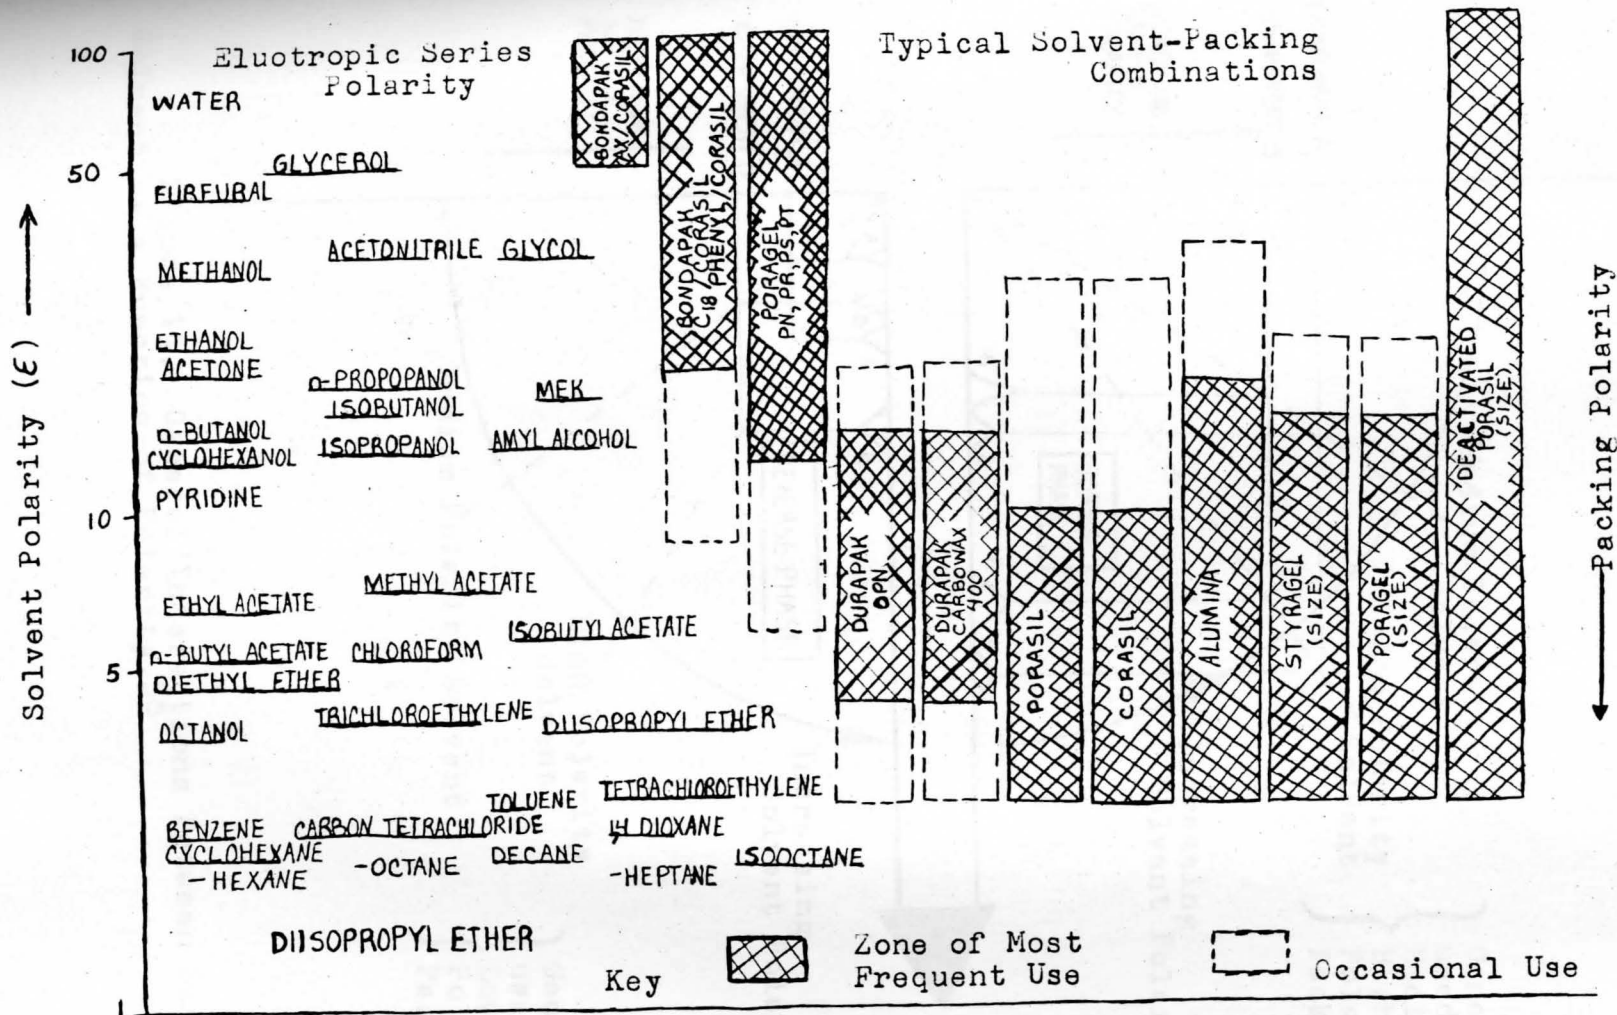 Eluotropic Series
Polarity
Typical Solvent-Packing
Combinations
Solvent Polarity (ε)
100
50
10
5
1
WATER
GLYCEROL
FURFURAL
ACETONITRILE GLYCOL
METHANOL
ETHANOL
ACETONE
n-PROPOPANOL
MEK
ISOBUTANOL
n-BUTANOL
ISOPROPANOL
AMYL ALCOHOL
CYCLOHEXANOL
PYRIDINE
METHYL ACETATE
ETHYL ACETATE
ISOBUTYL ACETATE
n-BUTYL ACETATE CHLOROFORM
DIETHYL ETHER
TRICHLOROETHYLENE
DIISOPROPYL ETHER
OCTANOL
TETRACHLOROETHYLENE
TOLUENE
BENZENE CARBON TETRACHLORIDE
1,4 DIOXANE
CYCLOHEXANE
-OCTANE
DECANE
ISOOCTANE
-HEXANE
-HEPTANE
DIISOPROPYL ETHER
BONDAPAK
AX/CORASIL
BONDAPAK
C18/CORASIL
PHENYL/CORASIL
PORAGEL
PN, PR, PS, PT
DURAPAK
OPN
DURAPAK
CARBOWAX
400
PORASIL
CORASIL
ALUMINA
STYRAGEL
(SIZE)
PORAGEL
(SIZE)
DEACTIVATED
PORASIL
(SIZE)
Packing Polarity
Key
Zone of Most
Frequent Use
Occasional Use